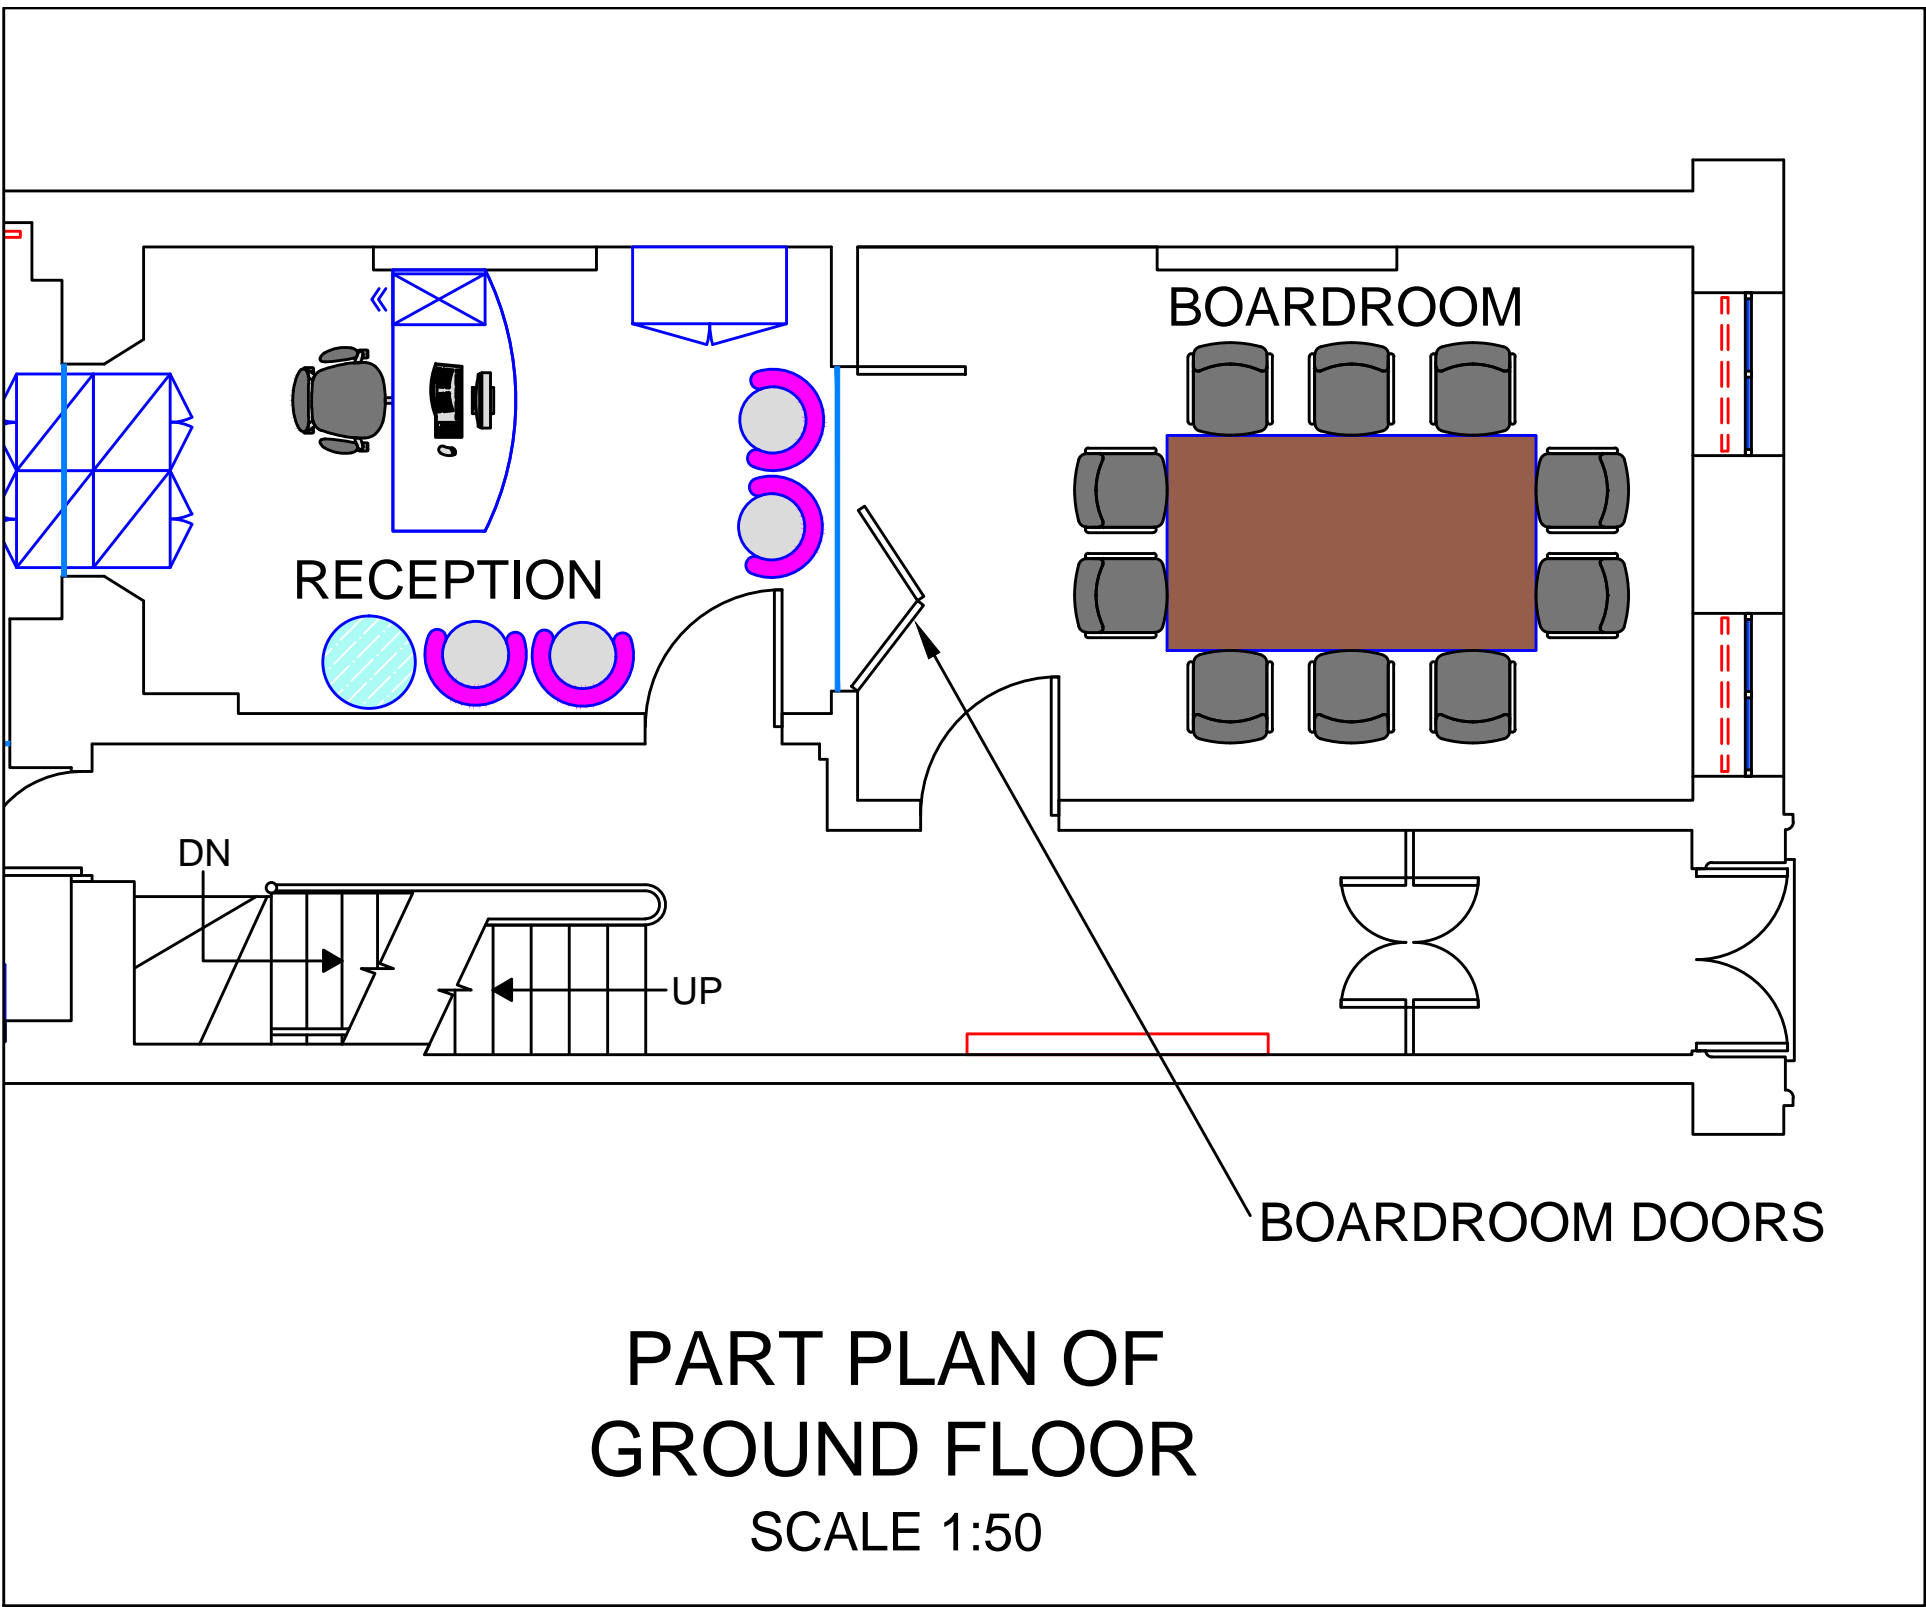 BOARDROOM
RECEPTION
DN
UP
BOARDROOM DOORS
PART PLAN OF
GROUND FLOOR
SCALE 1:50